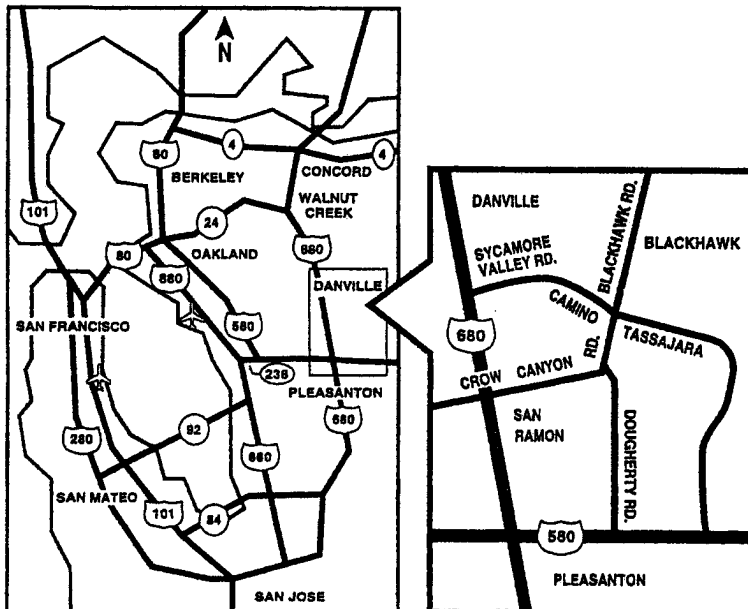 N
80
4
4
BERKELEY
CONCORD
WALNUT
CREEK
101
24
80
OAKLAND
680
880
DANVILLE
580
SAN FRANCISCO
238
PLEASANTON
92
680
280
880
SAN MATEO
101
84
SAN JOSE
DANVILLE
BLACKHAWK RD.
BLACKHAWK
SYCAMORE
VALLEY RD.
CAMINO
TASSAJARA
680
CROW CANYON RD.
SAN
RAMON
DOUGHERTY RD.
580
PLEASANTON